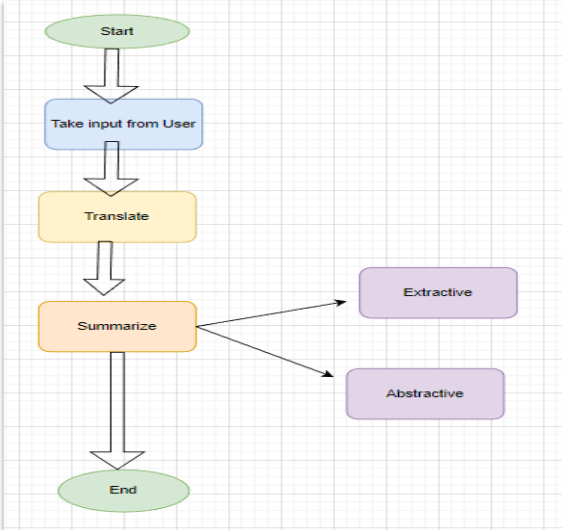 Start
Take input from User
Translate
Extractive
Summarize
Abstractive
End